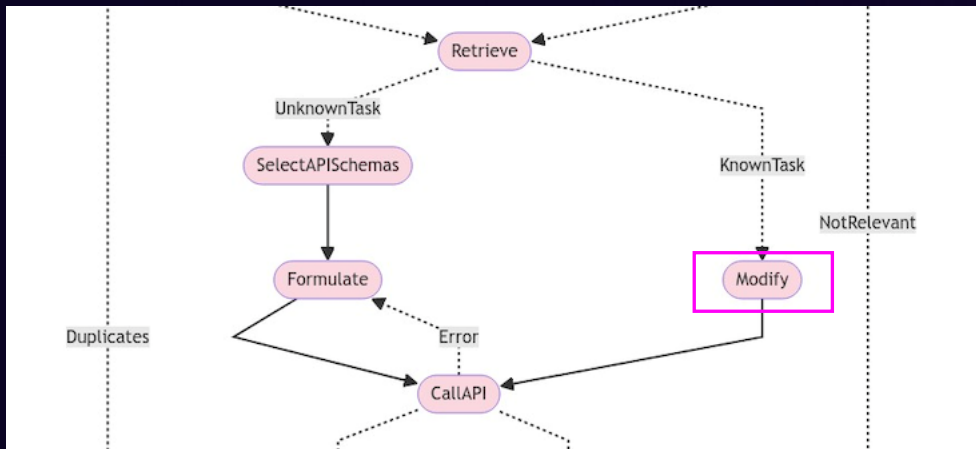 Retrieve
UnknownTask
SelectAPISchemas
KnownTask
NotRelevant
Formulate
Modify
Duplicates
Error
CallAPI